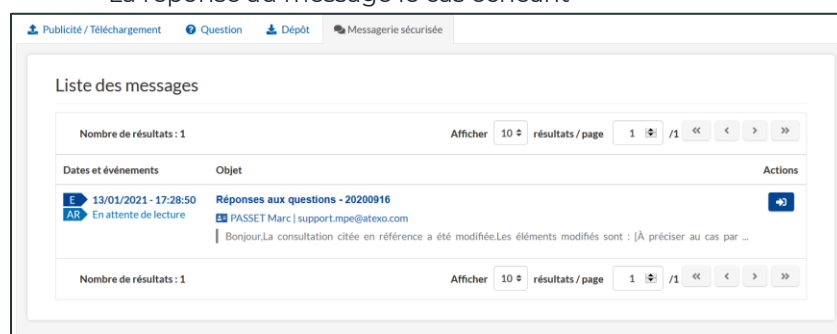 La réponse au message le cas échéant
Publicité / Téléchargement Question Dépôt Messagerie sécurisée
Liste des messages
Nombre de résultats : 1 Afficher 10 résultats / page 1 /1 « < > »
Dates et événements Objet Actions
E 13/01/2021 - 17:28:50 Réponses aux questions - 20200916
AR En attente de lecture PASSET Marc | support.mpe@atexo.com
Bonjour,La consultation citée en référence a été modifiée.Les éléments modifiés sont : [À préciser au cas par ...
Nombre de résultats : 1 Afficher 10 résultats / page 1 /1 « < > »